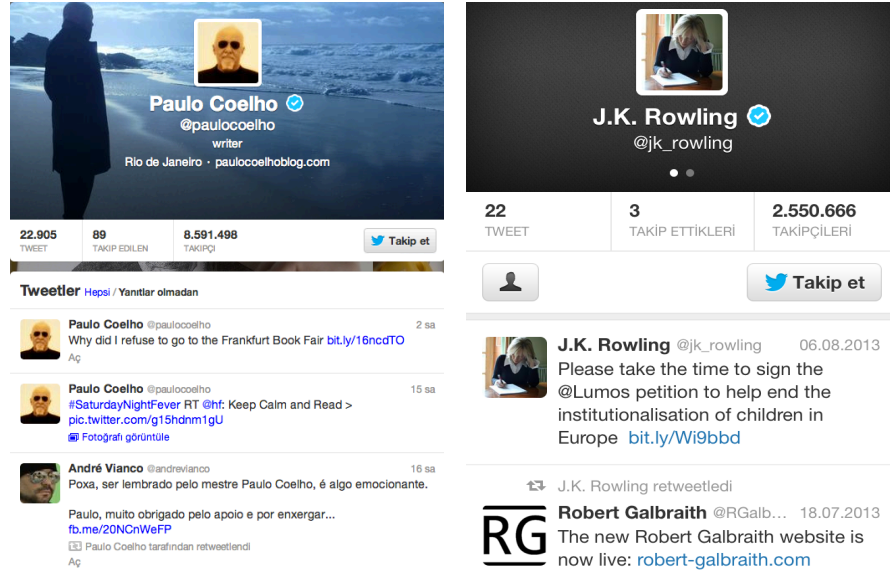 Paulo Coelho
@paulocoelho
writer
Rio de Janeiro · paulocoelhoblog.com
22.905
TWEET
89
TAKIP EDILEN
8.591.498
TAKIPÇI
Takip et
Tweetler Hepsi / Yanıtlar olmadan
Paulo Coelho @paulocoelho 2 sa
Why did I refuse to go to the Frankfurt Book Fair bit.ly/16ncdTO
Aç
Paulo Coelho @paulocoelho 15 sa
#SaturdayNightFever RT @hf: Keep Calm and Read >
pic.twitter.com/g15hdnm1gU
Fotoğrafı görüntüle
André Vianco @andrevianco 16 sa
Poxa, ser lembrado pelo mestre Paulo Coelho, é algo emocionante.
Paulo, muito obrigado pelo apoio e por enxergar...
fb.me/20NCnWeFP
Paulo Coelho tarafından retweetlendi
Aç
J.K. Rowling
@jk_rowling
22
TWEET
3
TAKİP ETTİKLERİ
2.550.666
TAKİPÇİLERİ
Takip et
J.K. Rowling @jk_rowling 06.08.2013
Please take the time to sign the
@Lumos petition to help end the
institutionalisation of children in
Europe bit.ly/Wi9bbd
J.K. Rowling retweetledi
RG
Robert Galbraith @RGalb... 18.07.2013
The new Robert Galbraith website is
now live: robert-galbraith.com